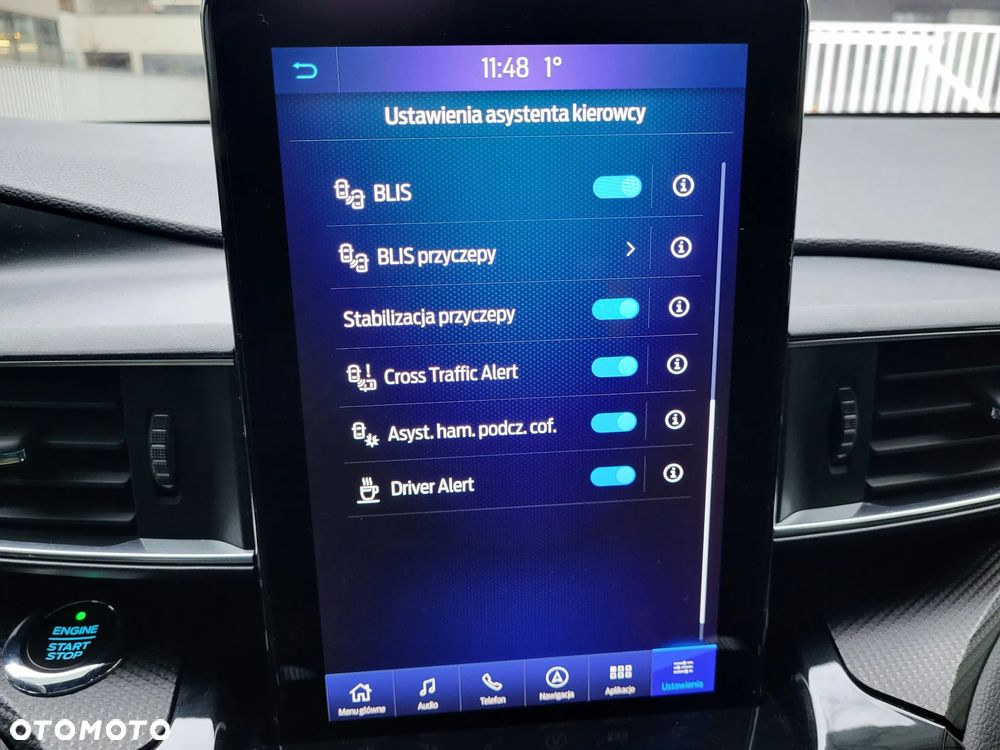 11:48 1°
Ustawienia asystenta kierowcy
BLIS
BLIS przyczepy
Stabilizacja przyczepy
Cross Traffic Alert
Asyst. ham. podcz. cof.
Driver Alert
ENGINE
START
STOP
Menu główne Audio Telefon Nawigacja Aplikacje Ustawienia
OTOMOTO